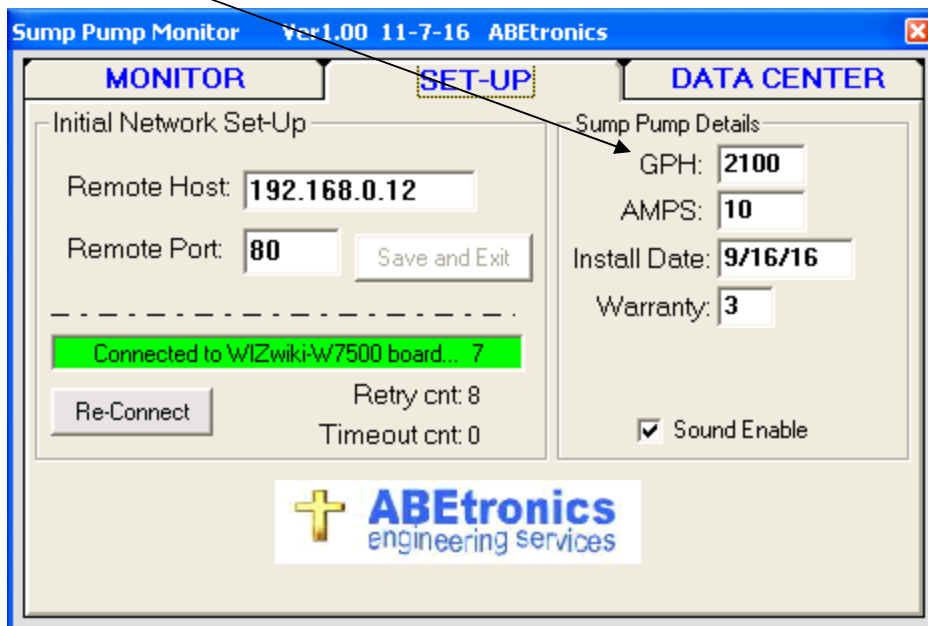 Sump Pump Monitor Ver1.00 11-7-16 ABEtronics
MONITOR SET-UP DATA CENTER
Initial Network Set-Up
Remote Host: 192.168.0.12
Remote Port: 80 Save and Exit
Connected to WIZwiki-W7500 board... 7
Re-Connect
Retry cnt: 8
Timeout cnt: 0
Sump Pump Details
GPH: 2100
AMPS: 10
Install Date: 9/16/16
Warranty: 3
Sound Enable
ABEtronics
engineering services